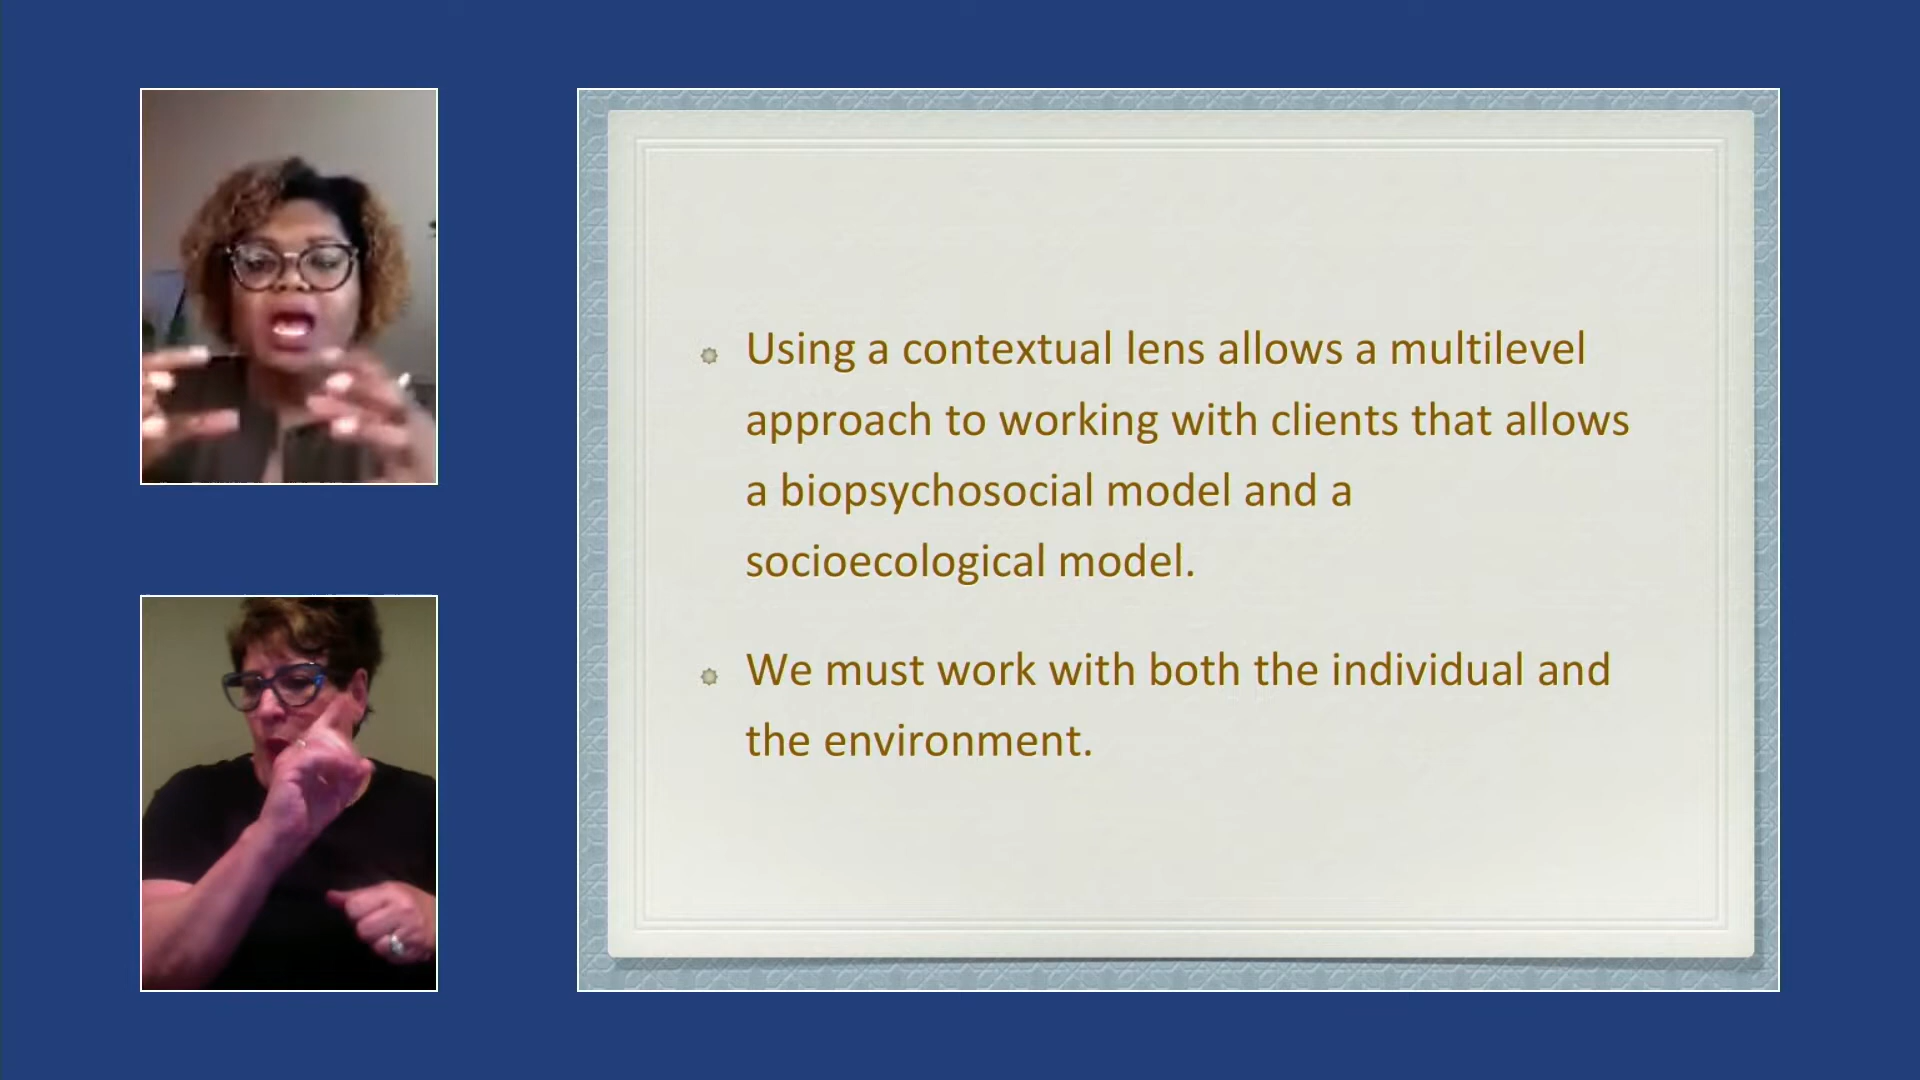 Using a contextual lens allows a multilevel
approach to working with clients that allows
a biopsychosocial model and a
socioecological model.
We must work with both the individual and
the environment.